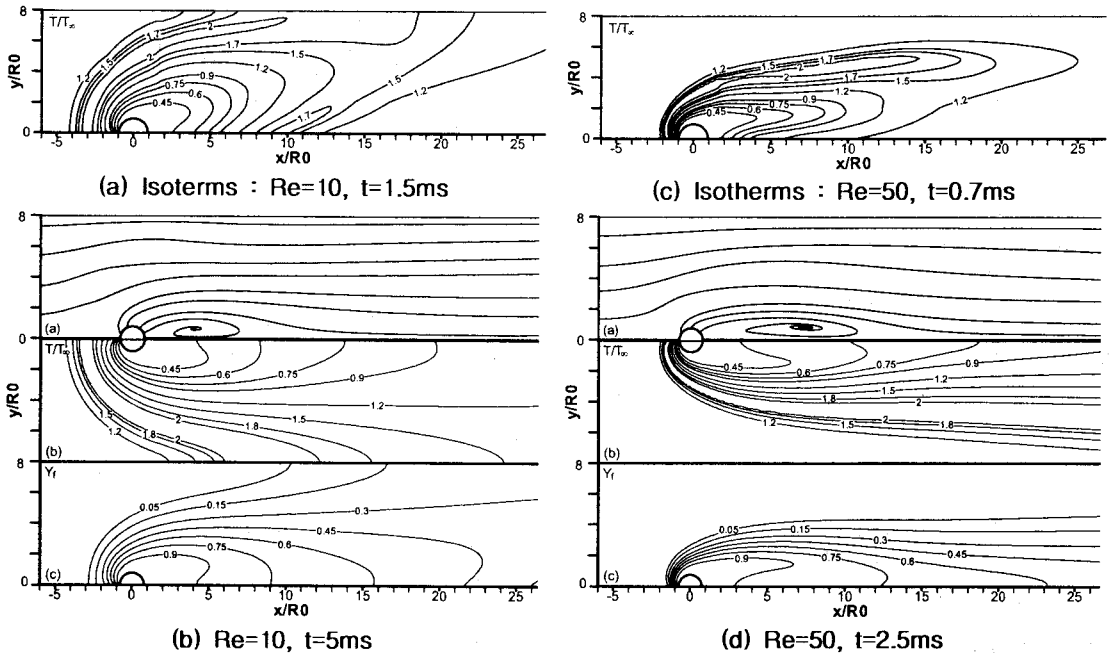 T/T∞
8
y/R0
0
1.2
1.5
1.7
2
2
1.7
1.5
1.2
0.9
0.75
0.6
0.45
1.7
1.5
1.2
-5 0 5 10 15 20 25
x/R0
(a) Isoterms : Re=10, t=1.5ms
T/T∞
8
y/R0
0
1.2
1.5
1.7
2
2
1.7
1.5
1.2
0.9
0.75
0.6
0.45
1.2
-5 0 5 10 15 20 25
x/R0
(c) Isotherms : Re=50, t=0.7ms
8
(a)
0
T/T∞
y/R0
0.45
0.6
0.75
0.9
1.2
1.5
2
1.8
1.5
1.2
1.8
2
(b)
8
Yf
0.05
0.15
0.3
0.45
0.6
0.75
0.9
(c)
0
-5 0 5 10 15 20 25
x/R0
(b) Re=10, t=5ms
8
(a)
0
T/T∞
y/R0
0.45
0.6
0.75
0.9
1.2
1.5
1.8
2
2
1.8
1.5
1.2
(b)
8
Yf
0.05
0.15
0.3
0.45
0.6
0.75
0.9
(c)
0
-5 0 5 10 15 20 25
x/R0
(d) Re=50, t=2.5ms